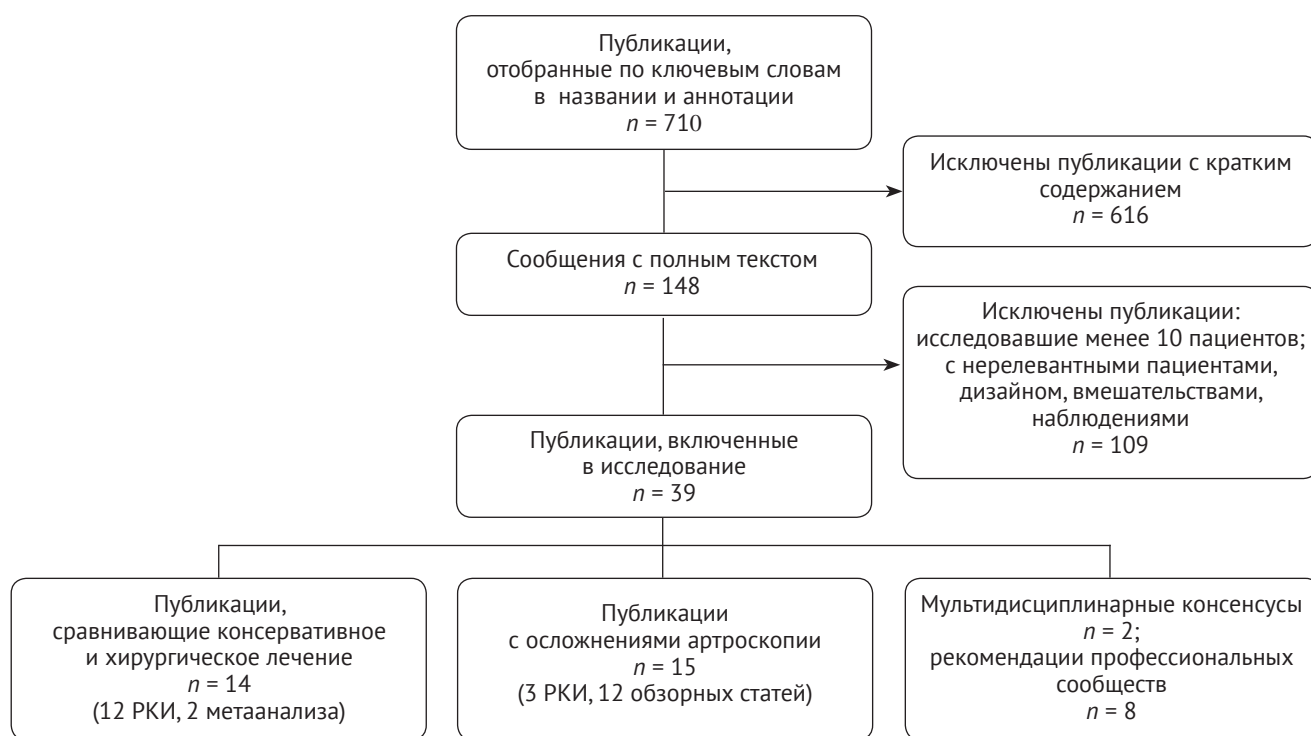 Публикации,
отобранные по ключевым словам
в названии и аннотации
n = 710
Исключены публикации с кратким
содержанием
n = 616
Сообщения с полным текстом
n = 148
Исключены публикации:
исследовавшие менее 10 пациентов;
с нерелевантными пациентами,
дизайном, вмешательствами,
наблюдениями
n = 109
Публикации, включенные
в исследование
n = 39
Публикации,
сравнивающие консервативное
и хирургическое лечение
n = 14
(12 РКИ, 2 метаанализа)
Публикации
с осложнениями артроскопии
n = 15
(3 РКИ, 12 обзорных статей)
Мультидисциплинарные консенсусы
n = 2;
рекомендации профессиональных
сообществ
n = 8